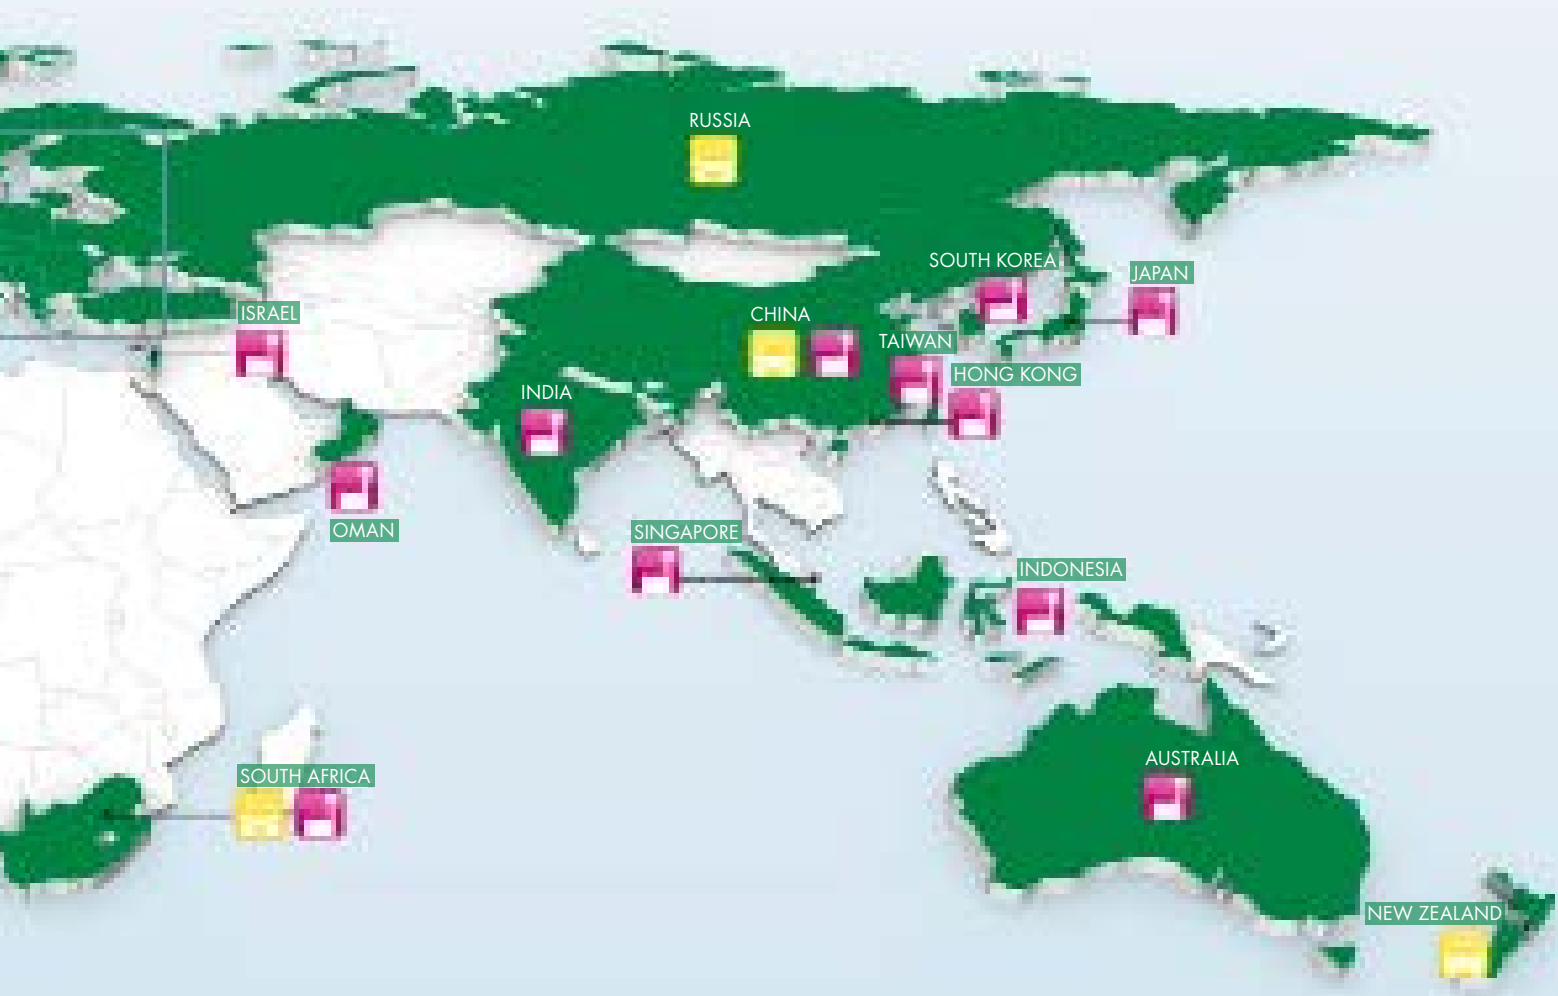 RUSSIA
SOUTH KOREA
JAPAN
ISRAEL
CHINA
TAIWAN
HONG KONG
INDIA
OMAN
SINGAPORE
INDONESIA
AUSTRALIA
SOUTH AFRICA
NEW ZEALAND